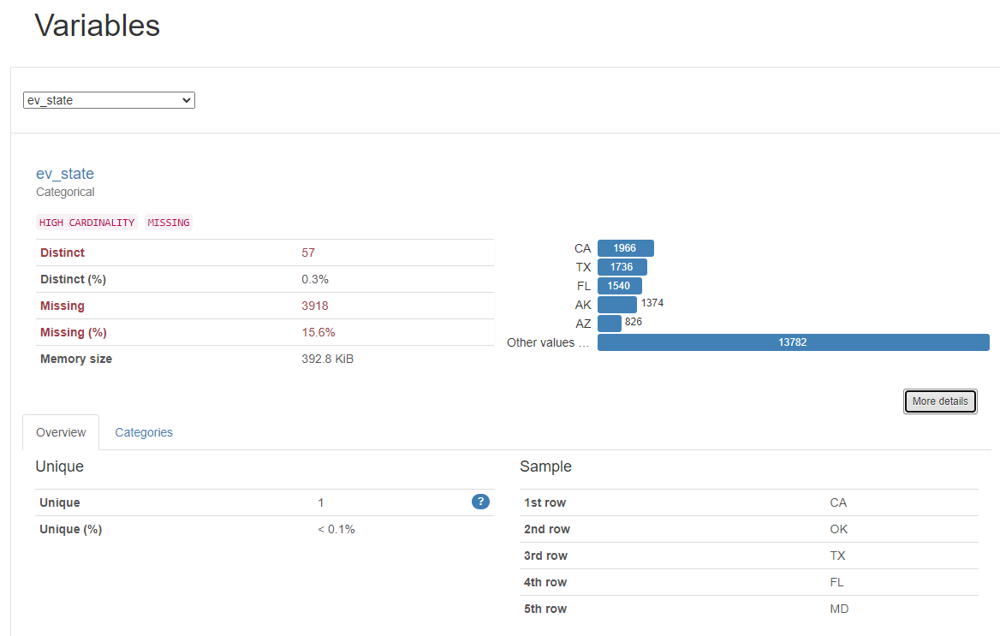 Variables
ev_state
ev_state
Categorical
HIGH CARDINALITY MISSING
Distinct 57
Distinct (%) 0.3%
Missing 3918
Missing (%) 15.6%
Memory size 392.8 KiB
CA 1966
TX 1736
FL 1540
AK 1374
AZ 826
Other values ... 13782
More details
Overview Categories
Unique
Unique 1 ?
Unique (%) < 0.1%
Sample
1st row CA
2nd row OK
3rd row TX
4th row FL
5th row MD